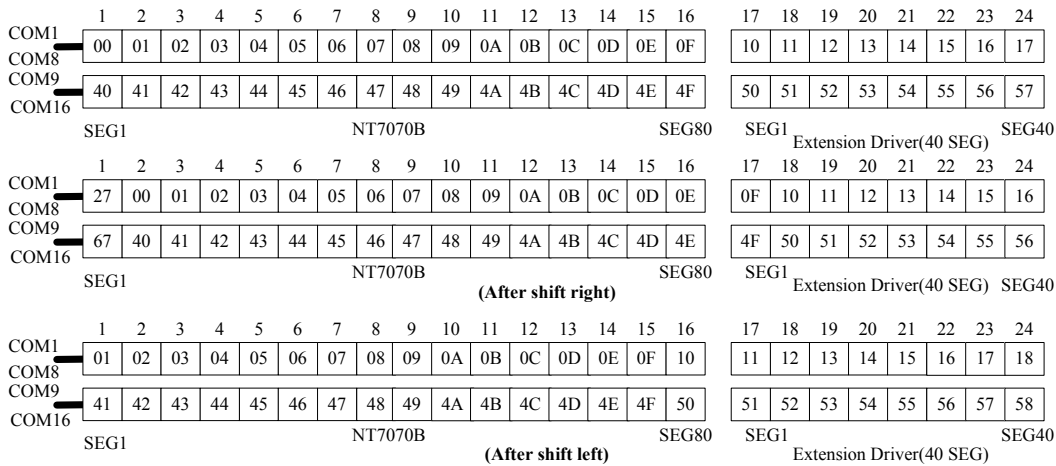 1 2 3 4 5 6 7 8 9 10 11 12 13 14 15 16 17 18 19 20 21 22 23 24
COM1
COM8
00 01 02 03 04 05 06 07 08 09 0A 0B 0C 0D 0E 0F 10 11 12 13 14 15 16 17
COM9
COM16
40 41 42 43 44 45 46 47 48 49 4A 4B 4C 4D 4E 4F 50 51 52 53 54 55 56 57
SEG1 NT7070B SEG80 SEG1 Extension Driver(40 SEG) SEG40
1 2 3 4 5 6 7 8 9 10 11 12 13 14 15 16 17 18 19 20 21 22 23 24
COM1
COM8
27 00 01 02 03 04 05 06 07 08 09 0A 0B 0C 0D 0E 0F 10 11 12 13 14 15 16
COM9
COM16
67 40 41 42 43 44 45 46 47 48 49 4A 4B 4C 4D 4E 4F 50 51 52 53 54 55 56
SEG1 NT7070B SEG80 SEG1 Extension Driver(40 SEG) SEG40
(After shift right)
1 2 3 4 5 6 7 8 9 10 11 12 13 14 15 16 17 18 19 20 21 22 23 24
COM1
COM8
01 02 03 04 05 06 07 08 09 0A 0B 0C 0D 0E 0F 10 11 12 13 14 15 16 17 18
COM9
COM16
41 42 43 44 45 46 47 48 49 4A 4B 4C 4D 4E 4F 50 51 52 53 54 55 56 57 58
SEG1 NT7070B SEG80 SEG1 Extension Driver(40 SEG) SEG40
(After shift left)